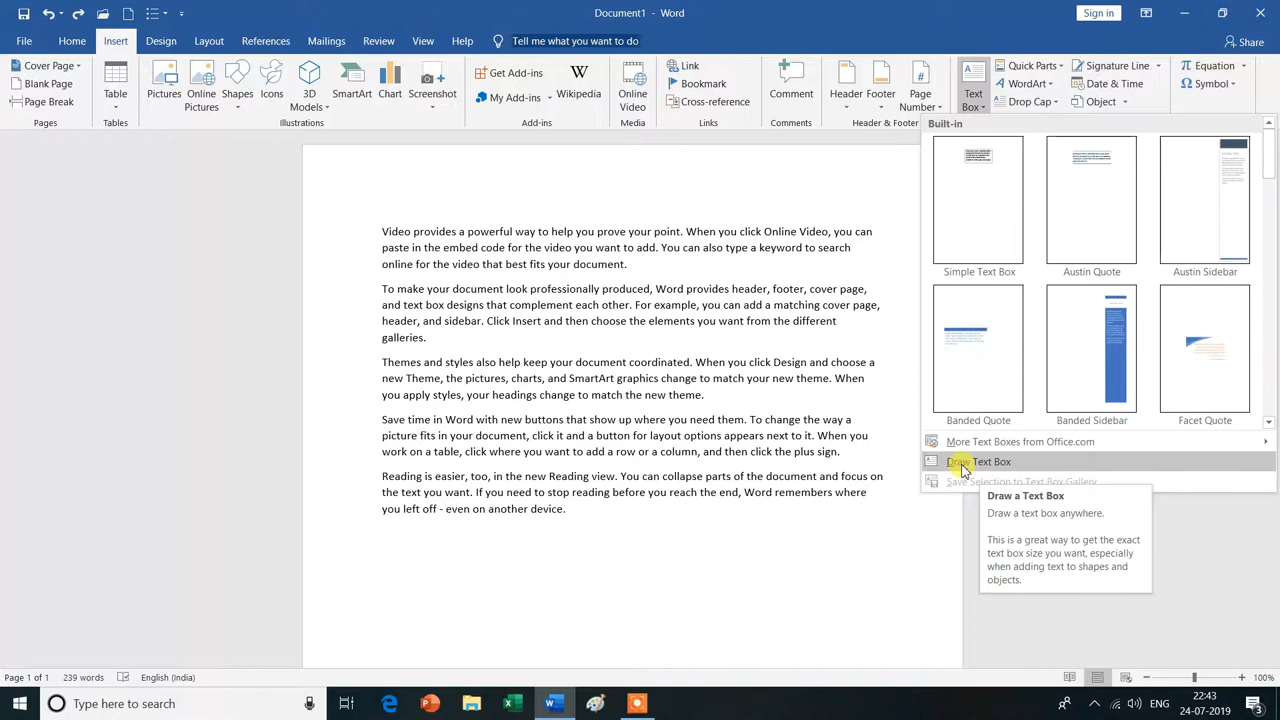 Document1 - Word
Sign in
File Home Insert Design Layout References Mailings Review View Help Tell me what you want to do Share
Cover Page
Blank Page
Page Break
Pages
Table
Tables
Pictures
Online Pictures
Shapes
Icons
3D Models
SmartArt
Chart
Screenshot
Illustrations
Get Add-ins
My Add-ins
Wikipedia
Add-ins
Online Video
Media
Link
Bookmark
Cross-reference
Links
Comment
Comments
Header
Footer
Page Number
Header & Footer
Text Box
Quick Parts
WordArt
Drop Cap
Signature Line
Date & Time
Object
Equation
Symbol
Built-in
Simple Text Box Austin Quote Austin Sidebar
Banded Quote Banded Sidebar Facet Quote
More Text Boxes from Office.com
Draw Text Box
Save Selection to Text Box Gallery
Draw a Text Box
Draw a text box anywhere.
This is a great way to get the exact
text box size you want, especially
when adding text to shapes and
objects.
Video provides a powerful way to help you prove your point. When you click Online Video, you can
paste in the embed code for the video you want to add. You can also type a keyword to search
online for the video that best fits your document.
To make your document look professionally produced, Word provides header, footer, cover page,
and text box designs that complement each other. For example, you can add a matching cover page,
header, and sidebar. Click Insert and then choose the elements you want from the different
galleries.
Themes and styles also help keep your document coordinated. When you click Design and choose a
new Theme, the pictures, charts, and SmartArt graphics change to match your new theme. When
you apply styles, your headings change to match the new theme.
Save time in Word with new buttons that show up where you need them. To change the way a
picture fits in your document, click it and a button for layout options appears next to it. When you
work on a table, click where you want to add a row or a column, and then click the plus sign.
Reading is easier, too, in the new Reading view. You can collapse parts of the document and focus on
the text you want. If you need to stop reading before you reach the end, Word remembers where
you left off - even on another device.
Page 1 of 1 239 words English (India) 100%
Type here to search
ENG
22:43
24-07-2019
3